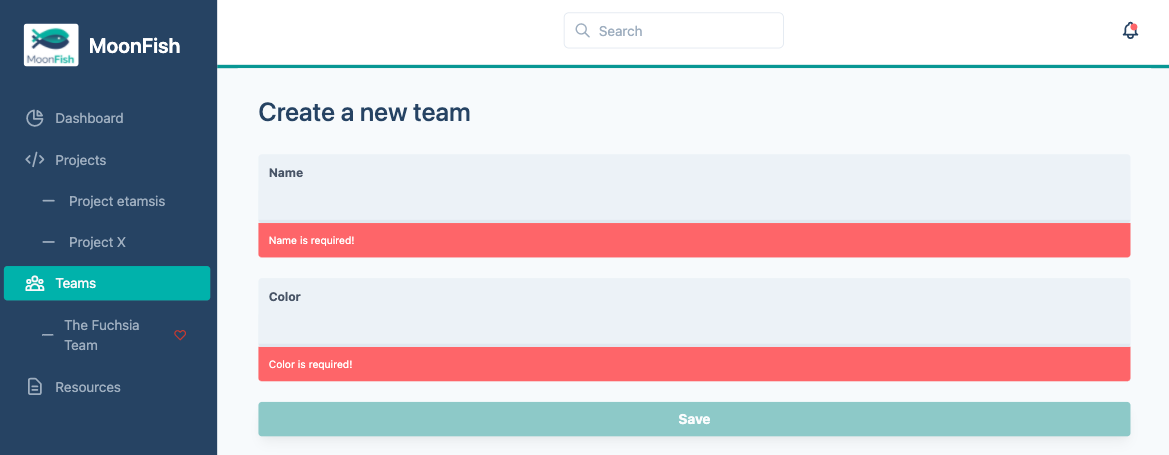 MoonFish
MoonFish
Search
Dashboard
Projects
Project etamsis
Project X
Teams
The Fuchsia
Team
Resources
Create a new team
Name
Name is required!
Color
Color is required!
Save